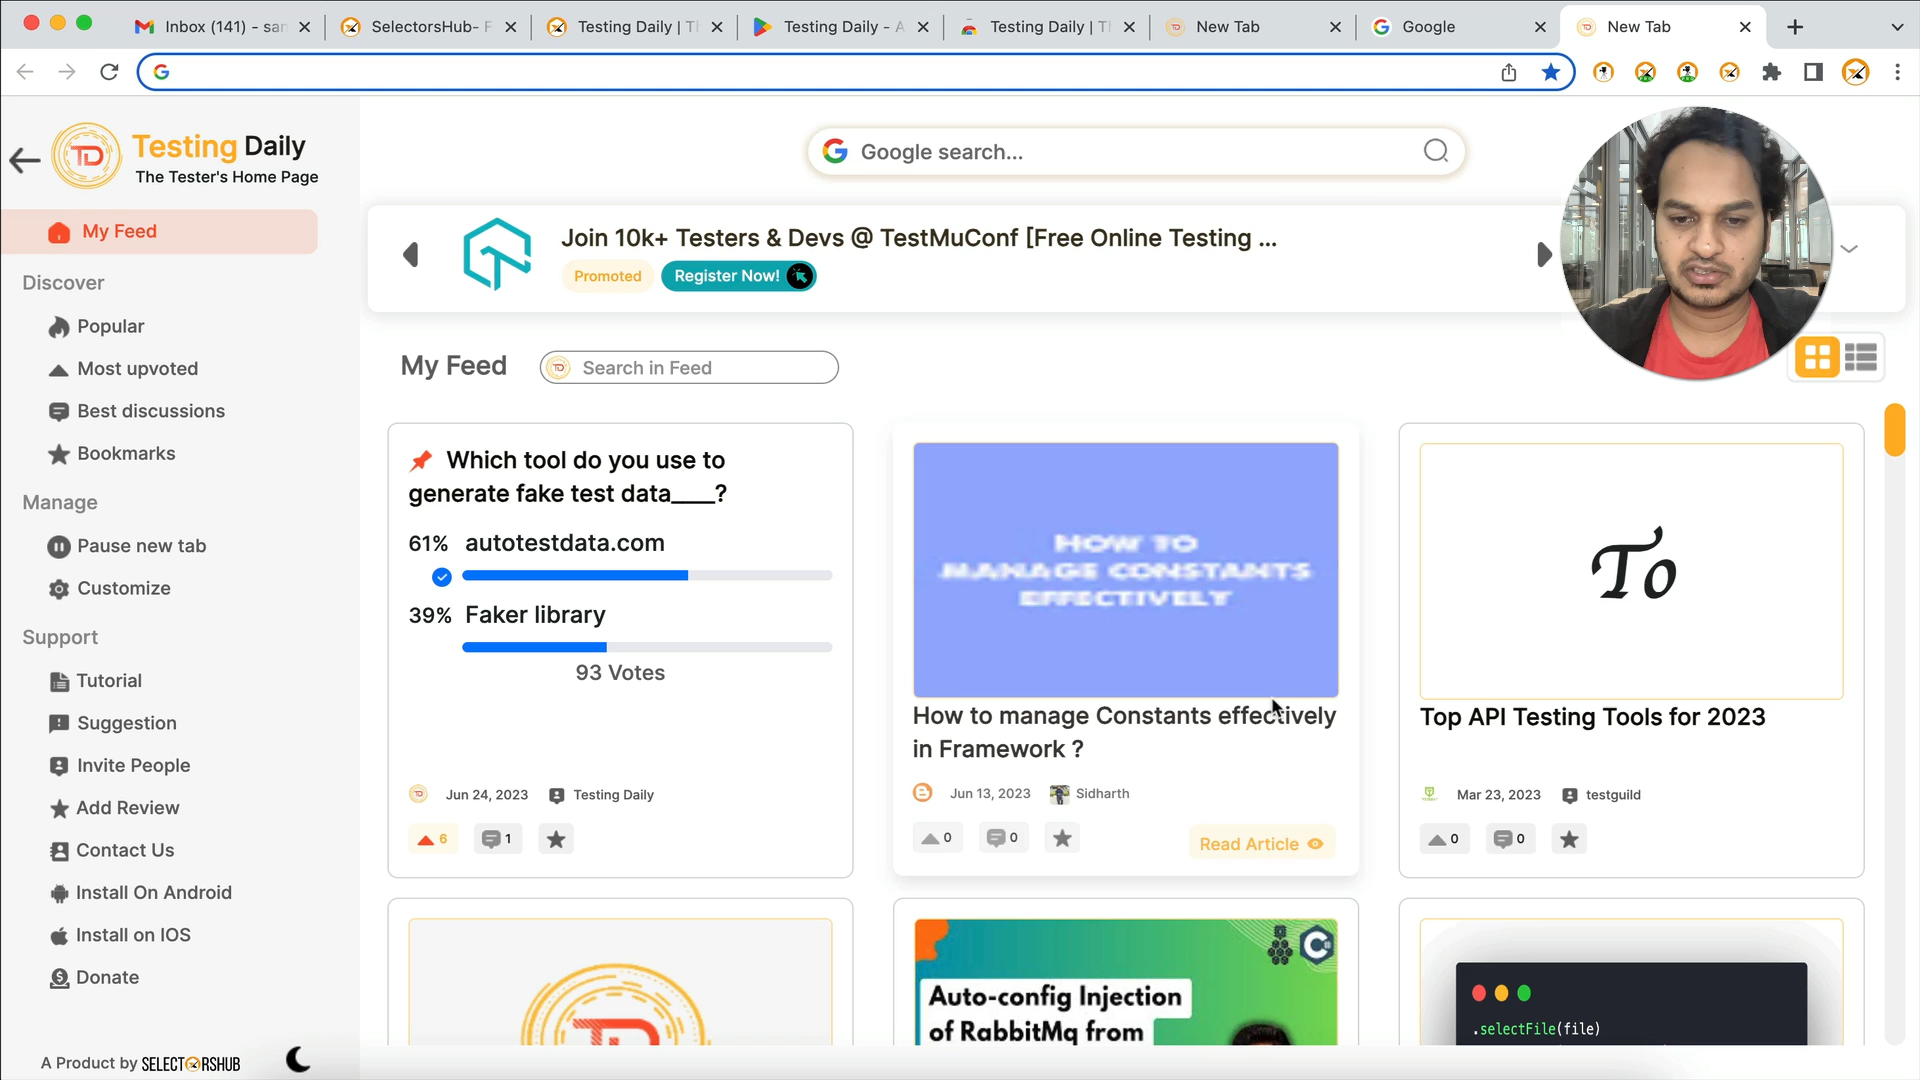 Inbox (141) - san
SelectorsHub- F
Testing Daily | Th
Testing Daily - A
Testing Daily | Th
New Tab
Google
New Tab
Testing Daily
The Tester's Home Page
My Feed
Discover
Popular
Most upvoted
Best discussions
Bookmarks
Manage
Pause new tab
Customize
Support
Tutorial
Suggestion
Invite People
Add Review
Contact Us
Install On Android
Install on IOS
Donate
A Product by SELECTORSHUB
Google search...
Join 10k+ Testers & Devs @ TestMuConf [Free Online Testing ...
Promoted
Register Now!
My Feed
Search in Feed
Which tool do you use to
generate fake test data____?
61% autotestdata.com
39% Faker library
93 Votes
Jun 24, 2023 Testing Daily
6 1
HOW TO
MANAGE CONSTANTS
EFFECTIVELY
How to manage Constants effectively
in Framework ?
Jun 13, 2023 Sidharth
0 0 Read Article
To
Top API Testing Tools for 2023
Mar 23, 2023 testguild
0 0
TD
Auto-config Injection
of RabbitMq from
.selectFile(file)